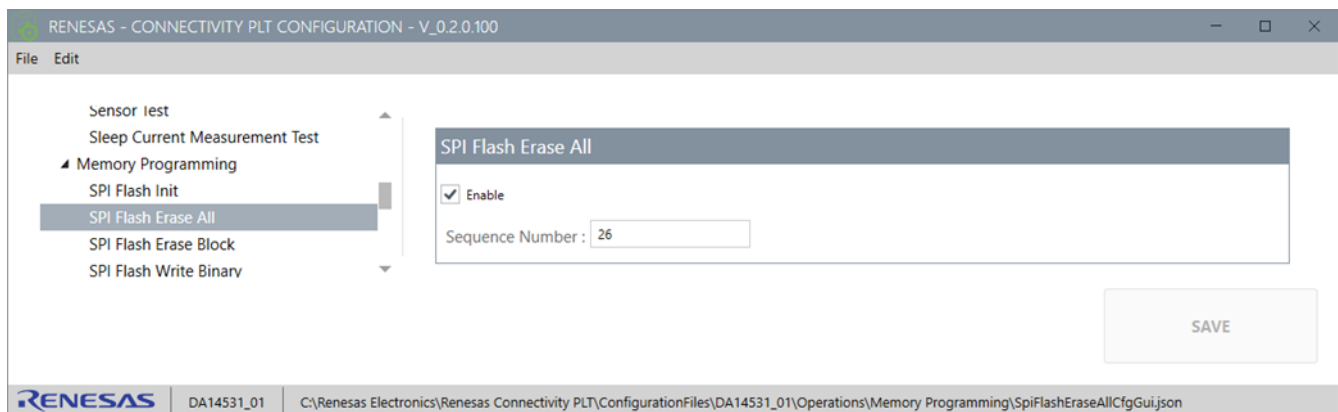 RENESAS - CONNECTIVITY PLT CONFIGURATION - V_0.2.0.100
File Edit
Sensor Test
Sleep Current Measurement Test
Memory Programming
SPI Flash Init
SPI Flash Erase All
SPI Flash Erase Block
SPI Flash Write Binary
SPI Flash Erase All
Enable
Sequence Number : 26
SAVE
RENESAS DA14531_01 C:\Renesas Electronics\Renesas Connectivity PLT\ConfigurationFiles\DA14531_01\Operations\Memory Programming\SpiFlashEraseAllCfgGui.json